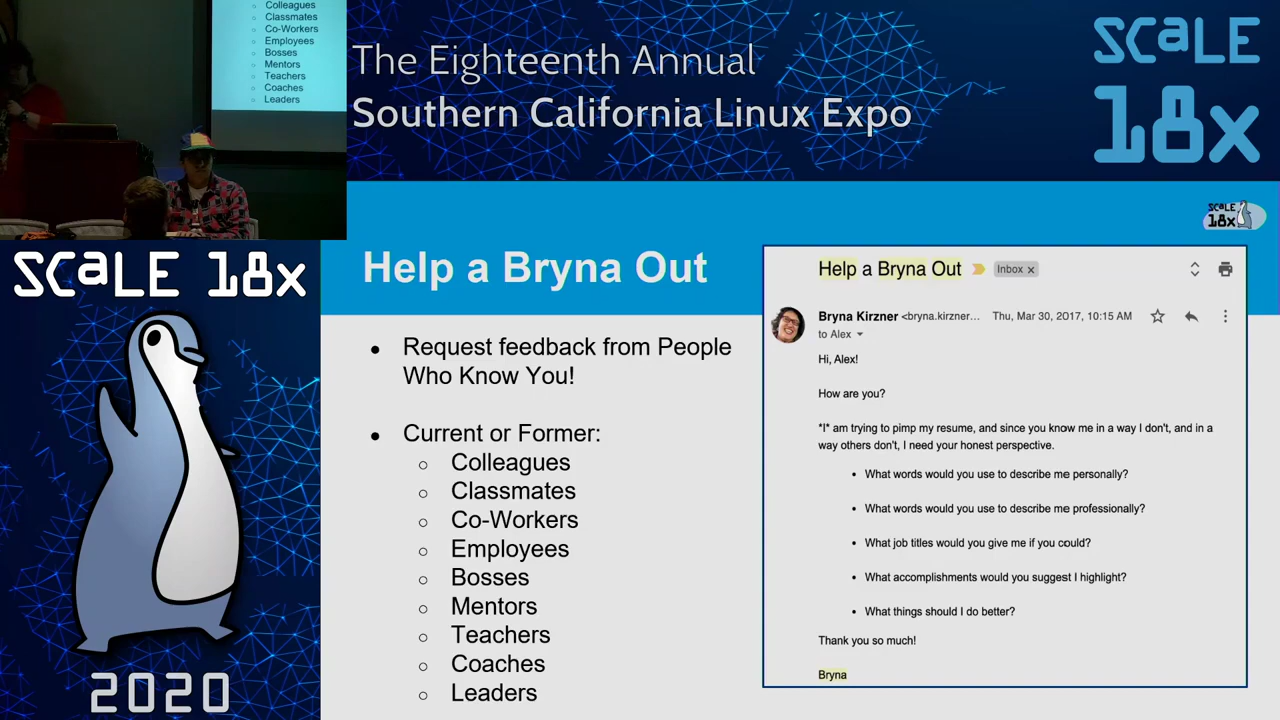 Colleagues
Classmates
Co-Workers
Employees
Bosses
Mentors
Teachers
Coaches
Leaders
The Eighteenth Annual
Southern California Linux Expo
SCaLE
18x
SCaLE
18x
SCaLE 18x
2020
Help a Bryna Out
● Request feedback from People
Who Know You!
● Current or Former:
○ Colleagues
○ Classmates
○ Co-Workers
○ Employees
○ Bosses
○ Mentors
○ Teachers
○ Coaches
○ Leaders
Help a Bryna Out Inbox x
Bryna Kirzner <bryna.kirzner... Thu, Mar 30, 2017, 10:15 AM
to Alex
Hi, Alex!
How are you?
*I* am trying to pimp my resume, and since you know me in a way I don't, and in a
way others don't, I need your honest perspective.
• What words would you use to describe me personally?
• What words would you use to describe me professionally?
• What job titles would you give me if you could?
• What accomplishments would you suggest I highlight?
• What things should I do better?
Thank you so much!
Bryna